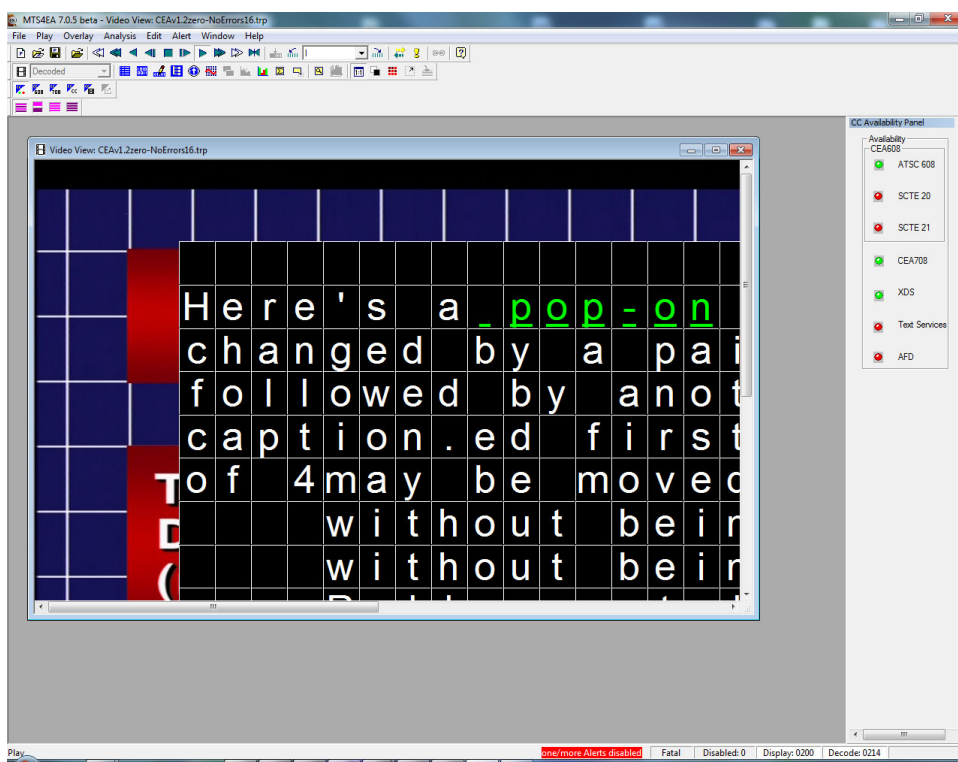 MTS4EA 7.0.5 beta - Video View: CEAv1.2zero-NoErrors16.trp
File Play Overlay Analysis Edit Alert Window Help
Decoded
CC Availability Panel
Video View: CEAv1.2zero-NoErrors16.trp
Availability
CEA608
ATSC 608
SCTE 20
SCTE 21
CEA708
XDS
Text Services
AFD
Here's a pop-on
changed by a pai
followed by anot
caption.ed first
of 4may be moved
without bein
without bein
T
D
(
Play
one/more Alerts disabled Fatal Disabled: 0 Display: 0200 Decode: 0214